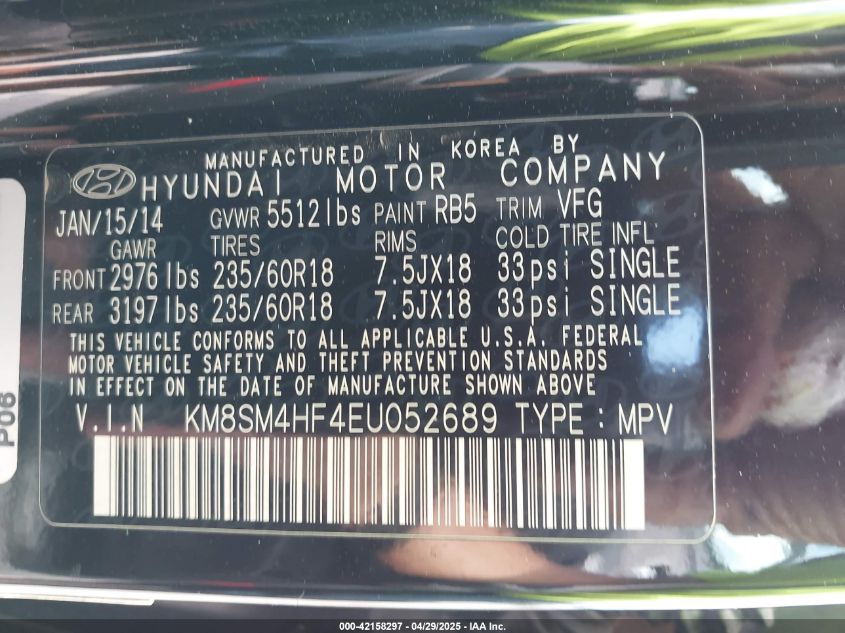 MANUFACTURED IN KOREA BY
HYUNDAI MOTOR COMPANY
JAN/15/14 GVWR 5512lbs PAINT RB5 TRIM VFG
GAWR TIRES RIMS COLD TIRE INFL
FRONT 2976lbs 235/60R18 7.5JX18 33psi SINGLE
REAR 3197lbs 235/60R18 7.5JX18 33psi SINGLE
THIS VEHICLE CONFORMS TO ALL APPLICABLE U.S.A. FEDERAL
MOTOR VEHICLE SAFETY AND THEFT PREVENTION STANDARDS
IN EFFECT ON THE DATE OF MANUFACTURE SHOWN ABOVE
V.I.N KM8SM4HF4EU052689 TYPE : MPV
P06
000-42158297 - 04/29/2025 - IAA Inc.